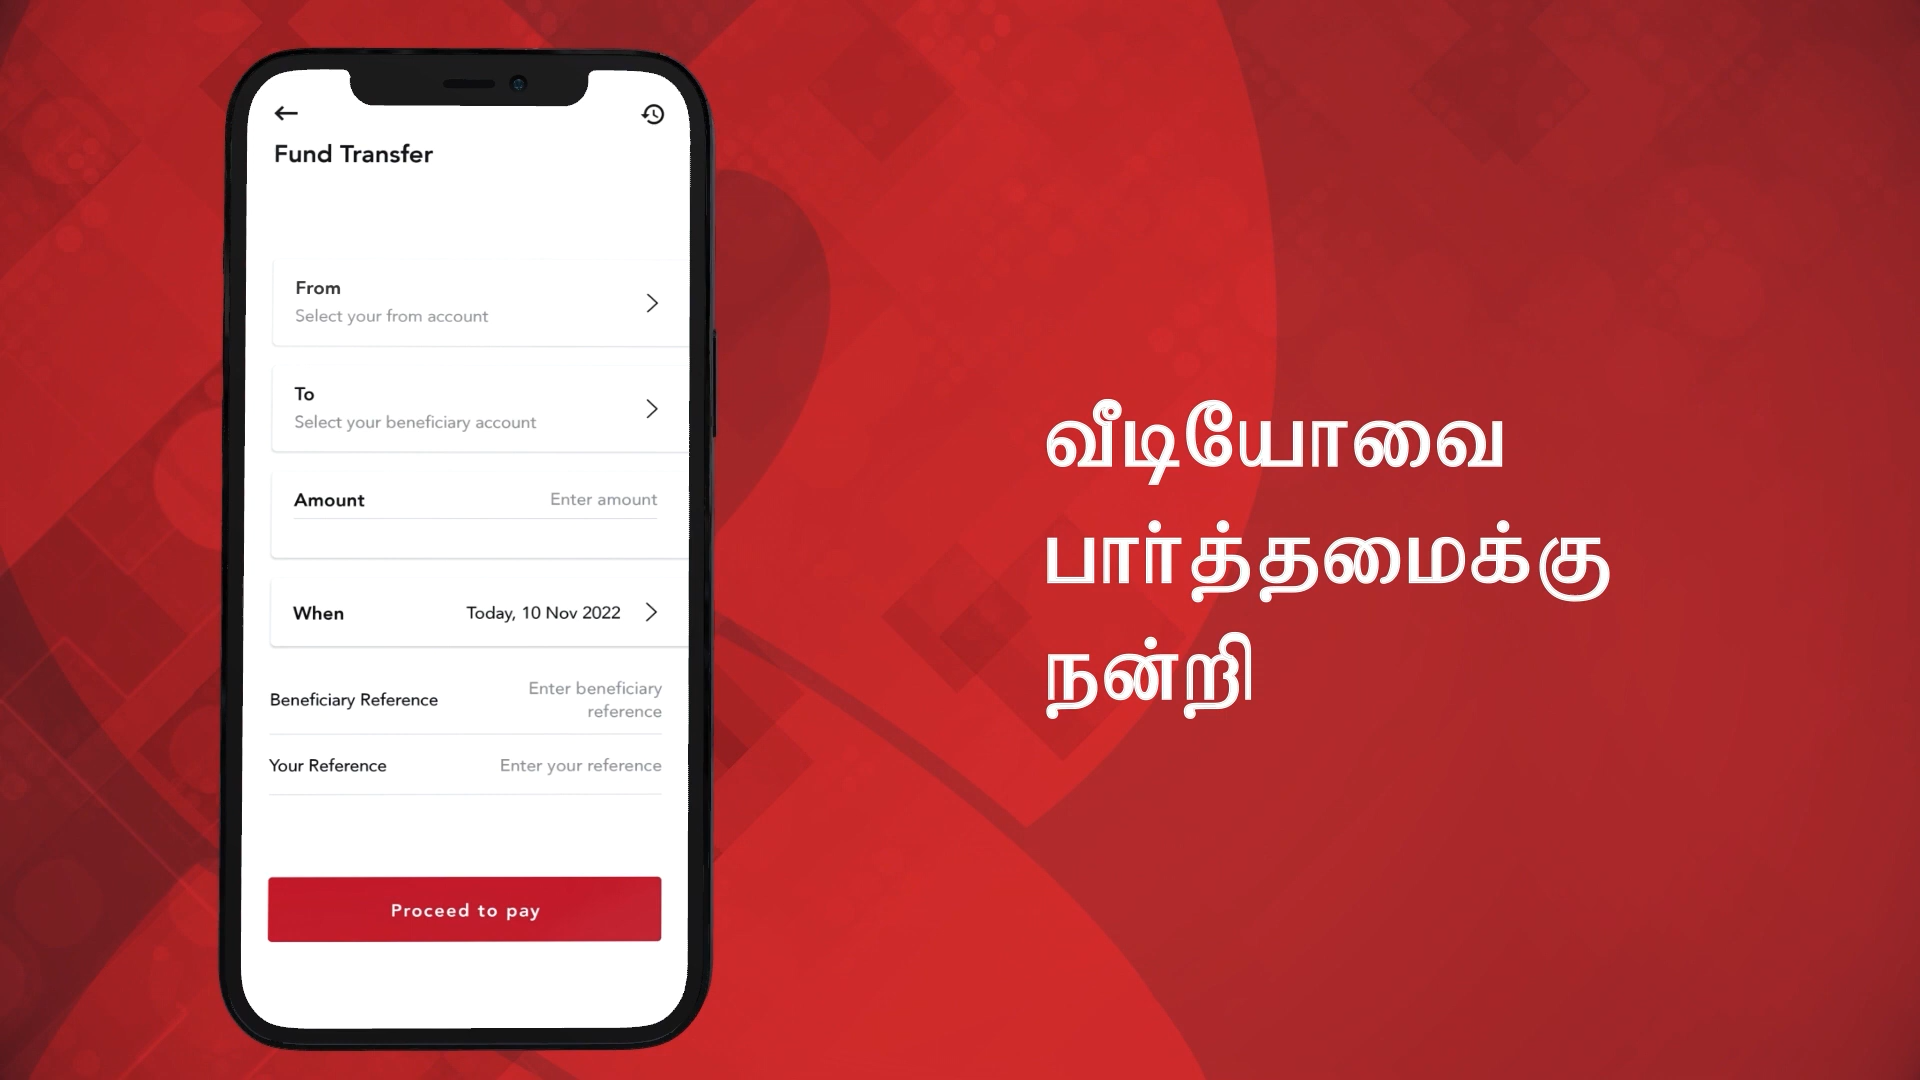 Fund Transfer
From
Select your from account
To
Select your beneficiary account
Amount Enter amount
When Today, 10 Nov 2022
Beneficiary Reference Enter beneficiary
reference
Your Reference Enter your reference
Proceed to pay
வீடியோவை
பார்த்தமைக்கு
நன்றி